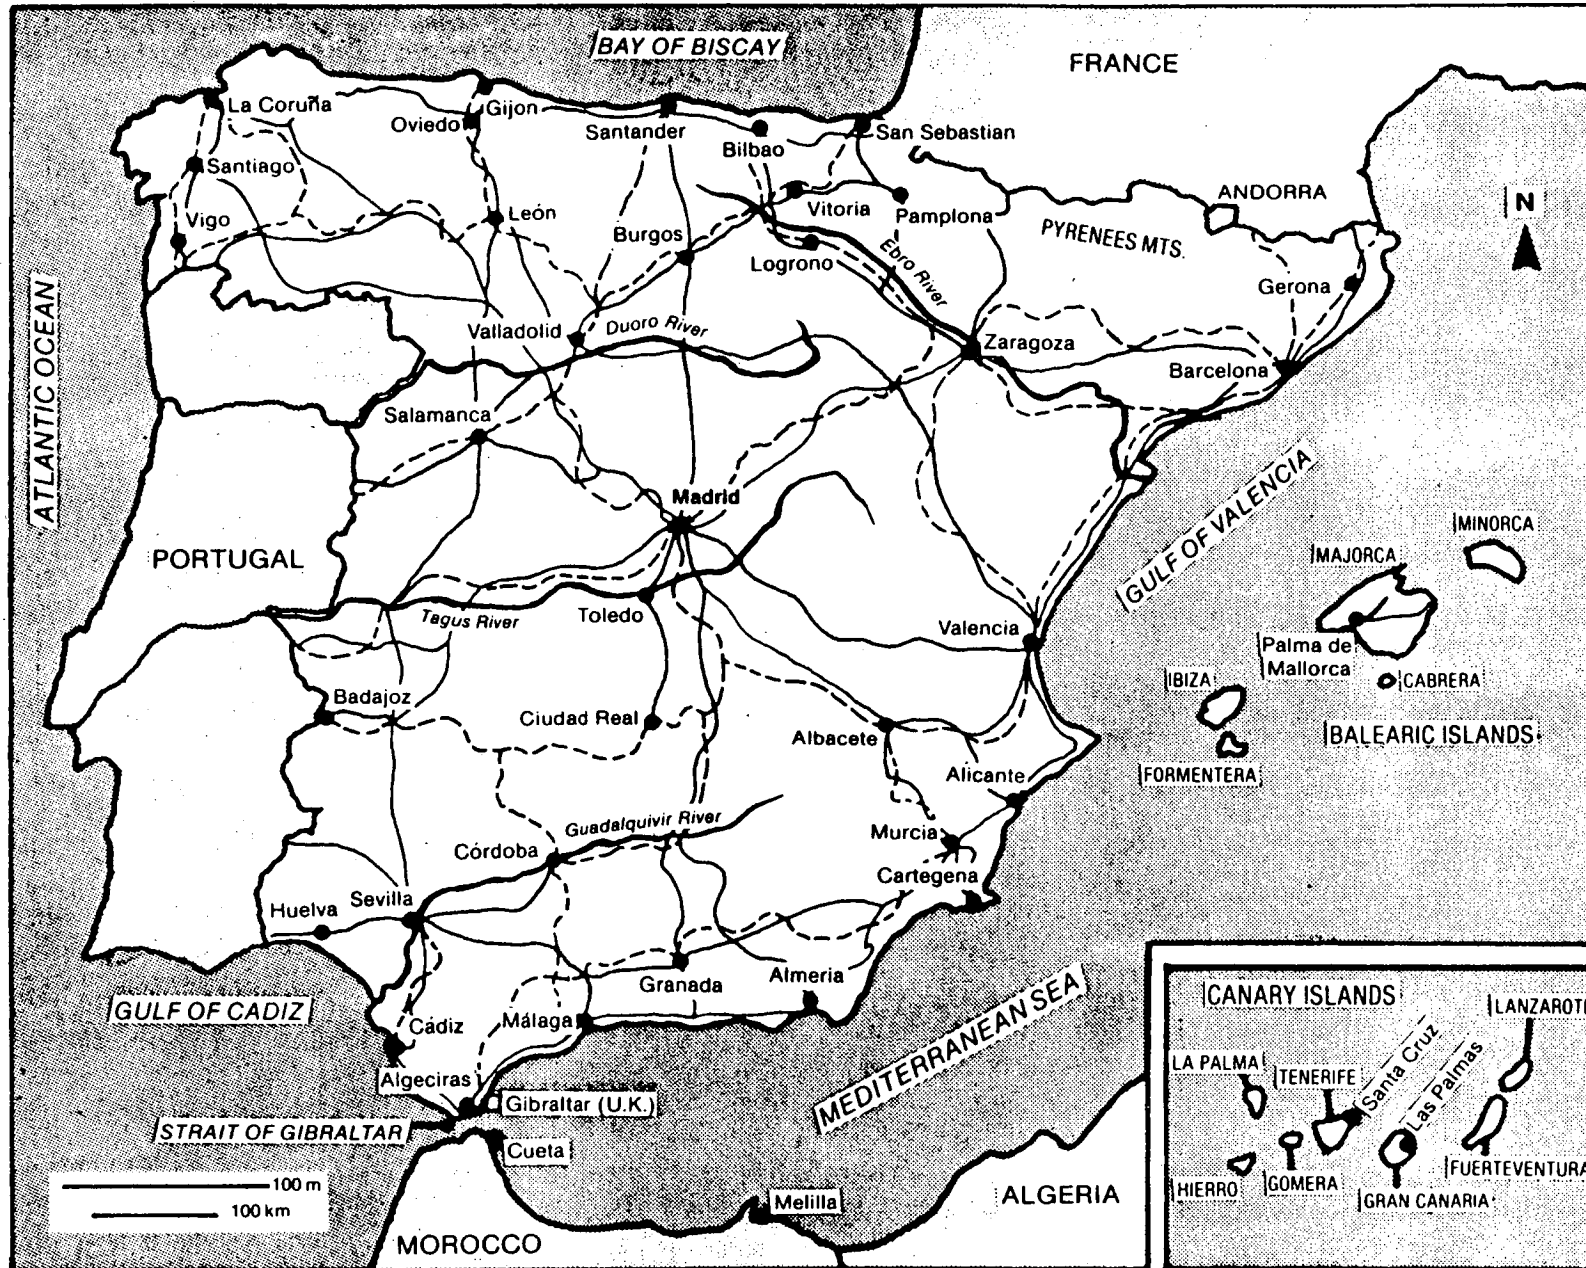 BAY OF BISCAY
FRANCE
La Coruña
Gijon
Oviedo
Santander
Bilbao
San Sebastian
Santiago
Vitoria
Pamplona
ANDORRA
N
León
Vigo
Burgos
Logrono
Ebro River
PYRENEES MTS.
Gerona
ATLANTIC OCEAN
Valladolid
Duoro River
Zaragoza
Barcelona
Salamanca
Madrid
GULF OF VALENCIA
MINORCA
MAJORCA
PORTUGAL
Tagus River
Toledo
Valencia
Palma de
Mallorca
CABRERA
IBIZA
Badajoz
Ciudad Real
Albacete
BALEARIC ISLANDS
FORMENTERA
Alicante
Guadalquivir River
Murcia
Córdoba
Cartegena
Sevilla
Huelva
Granada
Almeria
GULF OF CADIZ
Cádiz
Málaga
MEDITERRANEAN SEA
CANARY ISLANDS
LANZAROTE
Algeciras
Gibraltar (U.K.)
STRAIT OF GIBRALTAR
Cueta
LA PALMA
TENERIFE
Santa Cruz
Las Palmas
HIERRO
GOMERA
GRAN CANARIA
FUERTEVENTURA
100 m
100 km
Melilla
ALGERIA
MOROCCO